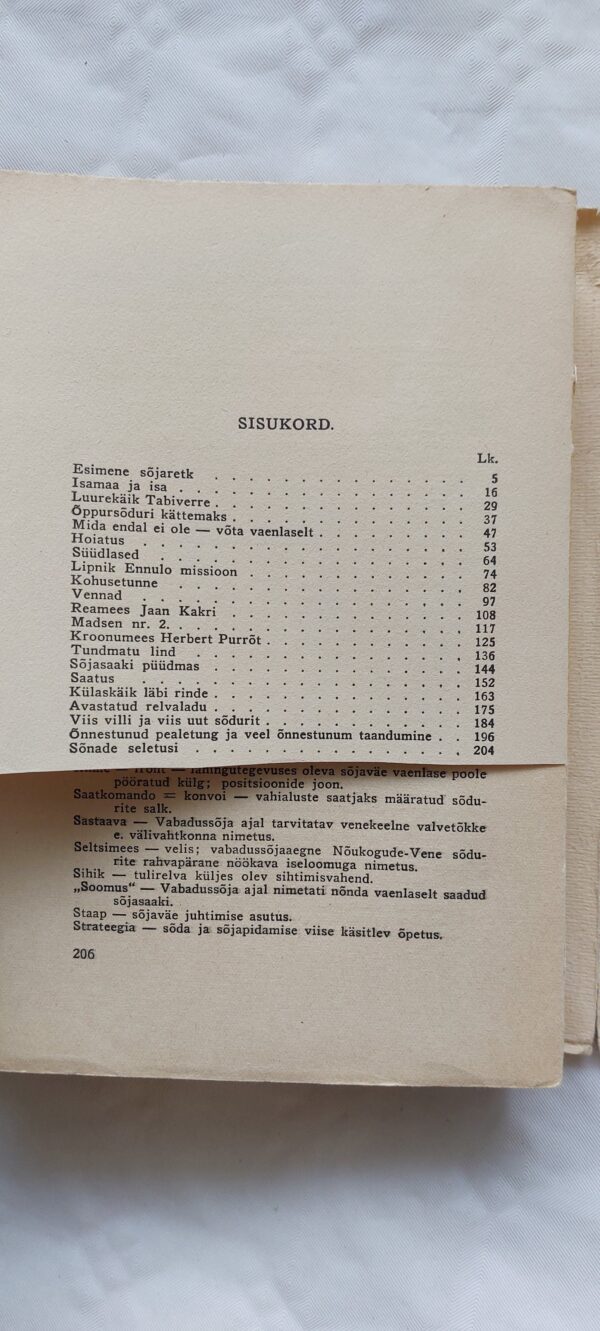 SISUKORD.
Lk.
Esimene sõjaretk . . . . . . . . . . . . . 5
Isamaa ja isa . . . . . . . . . . . . . . 16
Luurekäik Tabiverre . . . . . . . . . . . . 29
Õppursõduri kättemaks . . . . . . . . . . . 37
Mida endal ei ole — võta vaenlaselt . . . . . . . 47
Hoiatus . . . . . . . . . . . . . . . 53
Süüdlased . . . . . . . . . . . . . . 64
Lipnik Ennulo missioon . . . . . . . . . . . 74
Kohusetunne . . . . . . . . . . . . . . 82
Vennad . . . . . . . . . . . . . . . 97
Reamees Jaan Kakri . . . . . . . . . . . . 108
Madsen nr. 2. . . . . . . . . . . . . . . 117
Kroonumees Herbert Purrõt . . . . . . . . . . 125
Tundmatu lind . . . . . . . . . . . . . 136
Sõjasaaki püüdmas . . . . . . . . . . . . 144
Saatus . . . . . . . . . . . . . . . 152
Külaskäik läbi rinde . . . . . . . . . . . . 163
Avastatud relvaladu . . . . . . . . . . . . 175
Viis villi ja viis uut sõdurit . . . . . . . . . . 184
Õnnestunud pealetung ja veel õnnestunum taandumine . . 196
Sõnade seletusi . . . . . . . . . . . . . 204
— front — lahingutegevuses oleva sõjaväe vaenlase poole
pööratud külg; positsioonide joon.
Saatkomando = konvoi — vahialuste saatjaks määratud sõdu-
rite salk.
Sastaava — Vabadussõja ajal tarvitatav venekeelne valvetõkke
e. välivahtkonna nimetus.
Seltsimees — velis; vabadussõjaaegne Nõukogude-Vene sõdu-
rite rahvapärane nöökava iseloomuga nimetus.
Sihik — tulirelva küljes olev sihtimisvahend.
„Soomus“ — Vabadussõja ajal nimetati nõnda vaenlaselt saadud
sõjasaaki.
Staap — sõjaväe juhtimise asutus.
Strateegia — sõda ja sõjapidamise viise käsitlev õpetus.
206